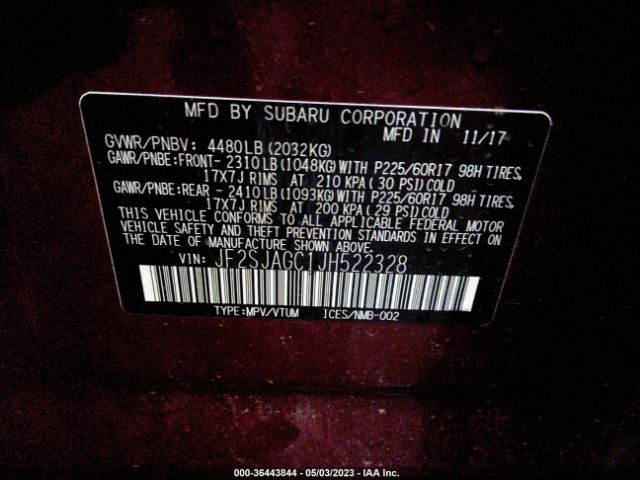 MFD BY SUBARU CORPORATION
MFD IN 11/17
GVWR/PNBV: 4480LB(2032KG)
GAWR/PNBE:FRONT- 2310LB(1048KG)WITH P225/60R17 98H TIRES,
17X7J RIMS AT 210 KPA(30 PSI)COLD
GAWR/PNBE:REAR - 2410LB(1093KG)WITH P225/60R17 98H TIRES,
17X7J RIMS AT 200 KPA(29 PSI)COLD
THIS VEHICLE CONFORMS TO ALL APPLICABLE FEDERAL MOTOR
VEHICLE SAFETY AND THEFT PREVENTION STANDARDS IN EFFECT ON
THE DATE OF MANUFACTURE SHOWN ABOVE.
VIN: JF2SJAGC1JH522328
TYPE:MPV/VTUM ICES/NMB-002
000-36443844 - 05/03/2023 - IAA Inc.